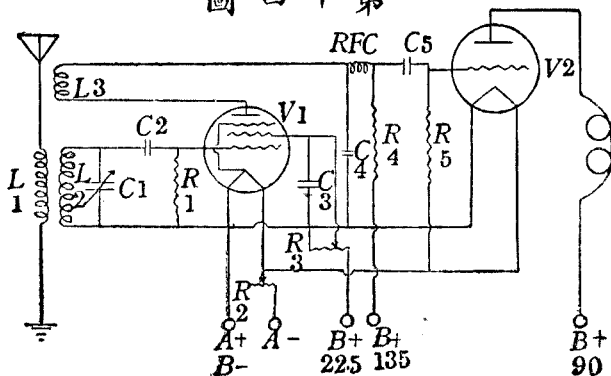 圖四十第
RFC C5
V2
L3
V1
C2
R4
R5
C4
L1
L2
C1
R1
C3
R3
R2
A+ A- B+ B+ B+
B- 225 135 90